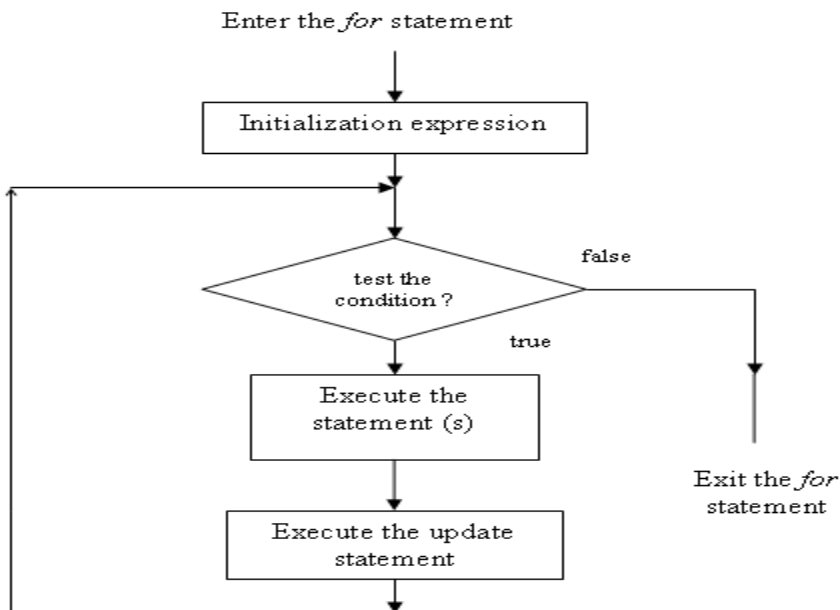 Enter the for statement
Initialization expression
false
test the
condition ?
true
Execute the
statement (s)
Exit the for
statement
Execute the update
statement